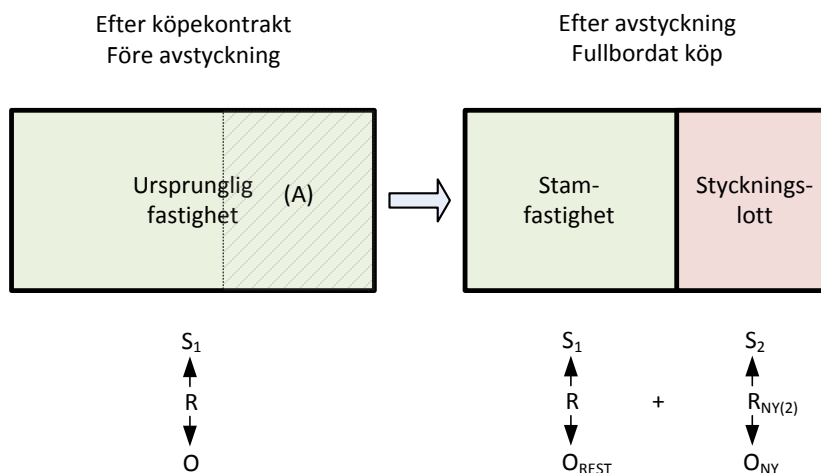 Efter köpekontrakt
Före avstyckning
Efter avstyckning
Fullbordat köp
Ursprunglig
fastighet
(A)
Stam-
fastighet
Stycknings-
lott
S1
R
O
S1
R
OREST
+
S2
RNY(2)
ONY